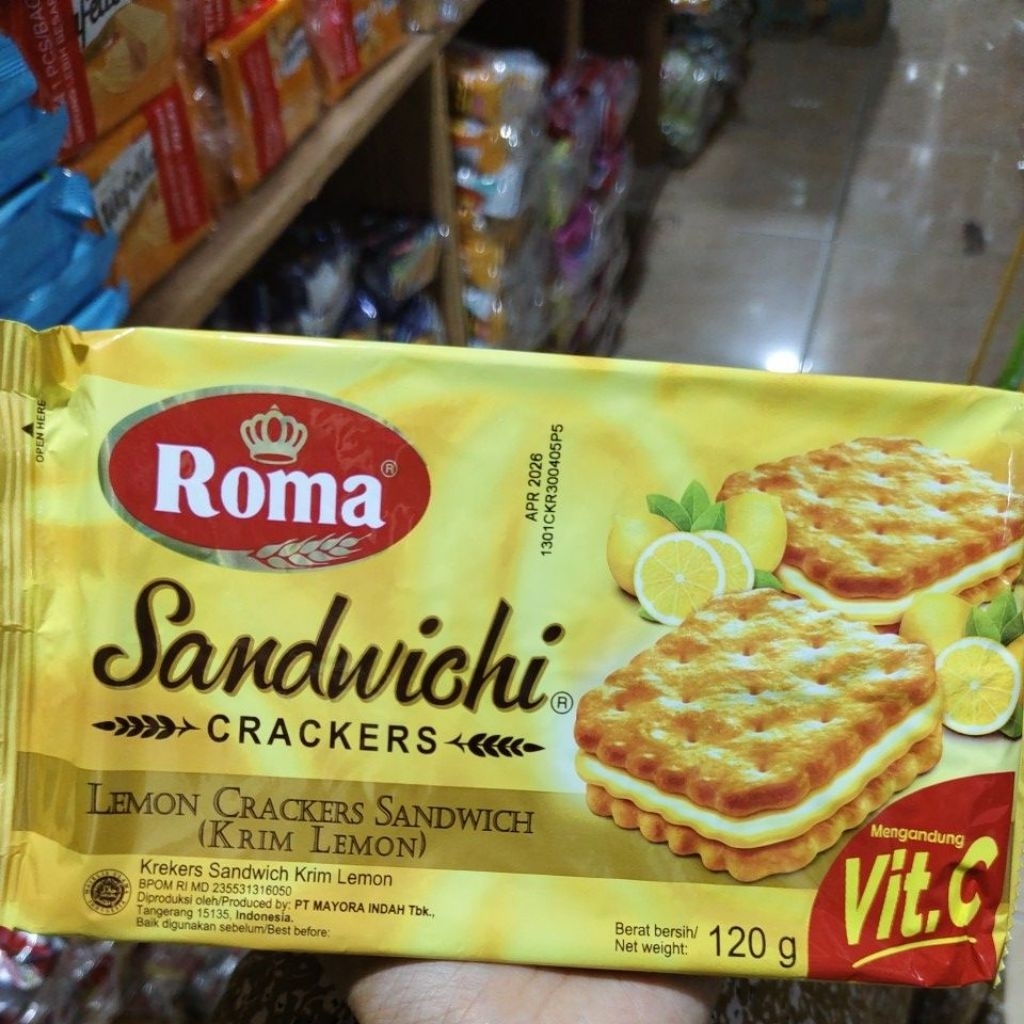 OPEN HERE
Roma®
APR 2026
1301CKR300405P5
Sandwichi®
CRACKERS
LEMON CRACKERS SANDWICH
(KRIM LEMON)
Krekers Sandwich Krim Lemon
BPOM RI MD 235531316050
Diproduksi oleh/Produced by: PT MAYORA INDAH Tbk.,
Tangerang 15135, Indonesia.
Baik digunakan sebelum/Best before:
Berat bersih/
Net weight: 120 g
Mengandung
Vit.C